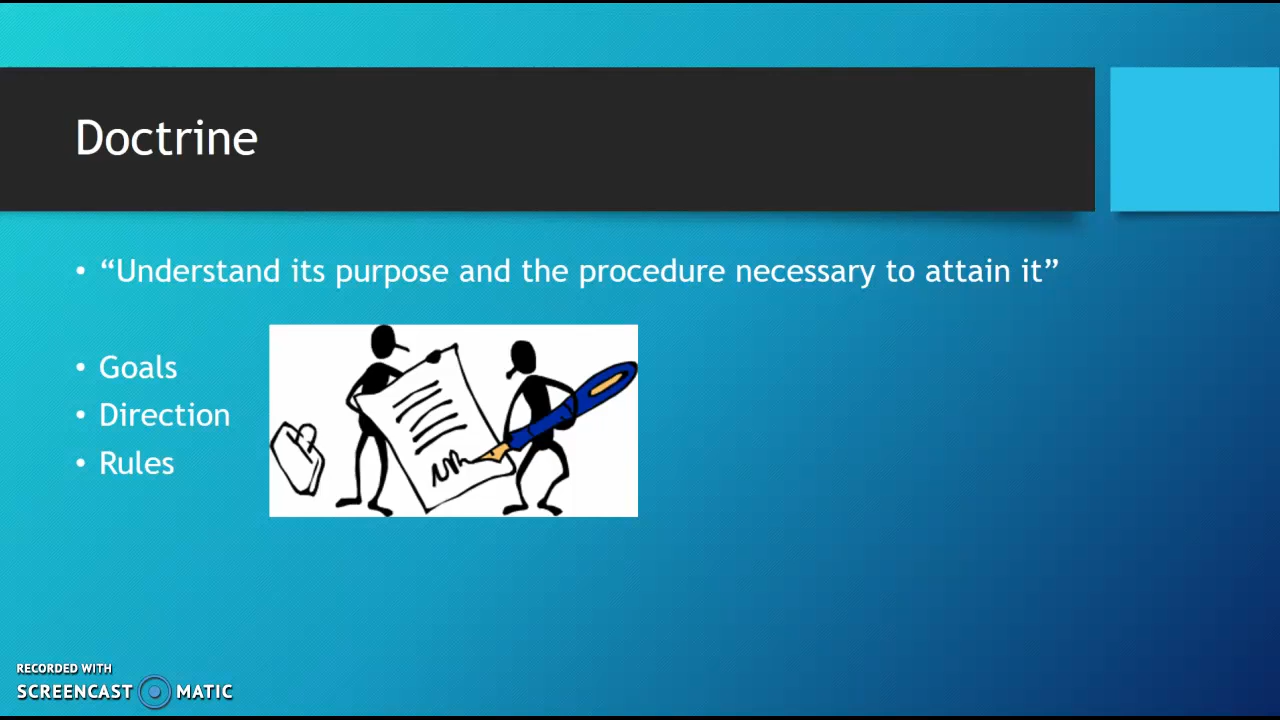 Doctrine
• “Understand its purpose and the procedure necessary to attain it”
• Goals
• Direction
• Rules
RECORDED WITH
SCREENCAST MATIC